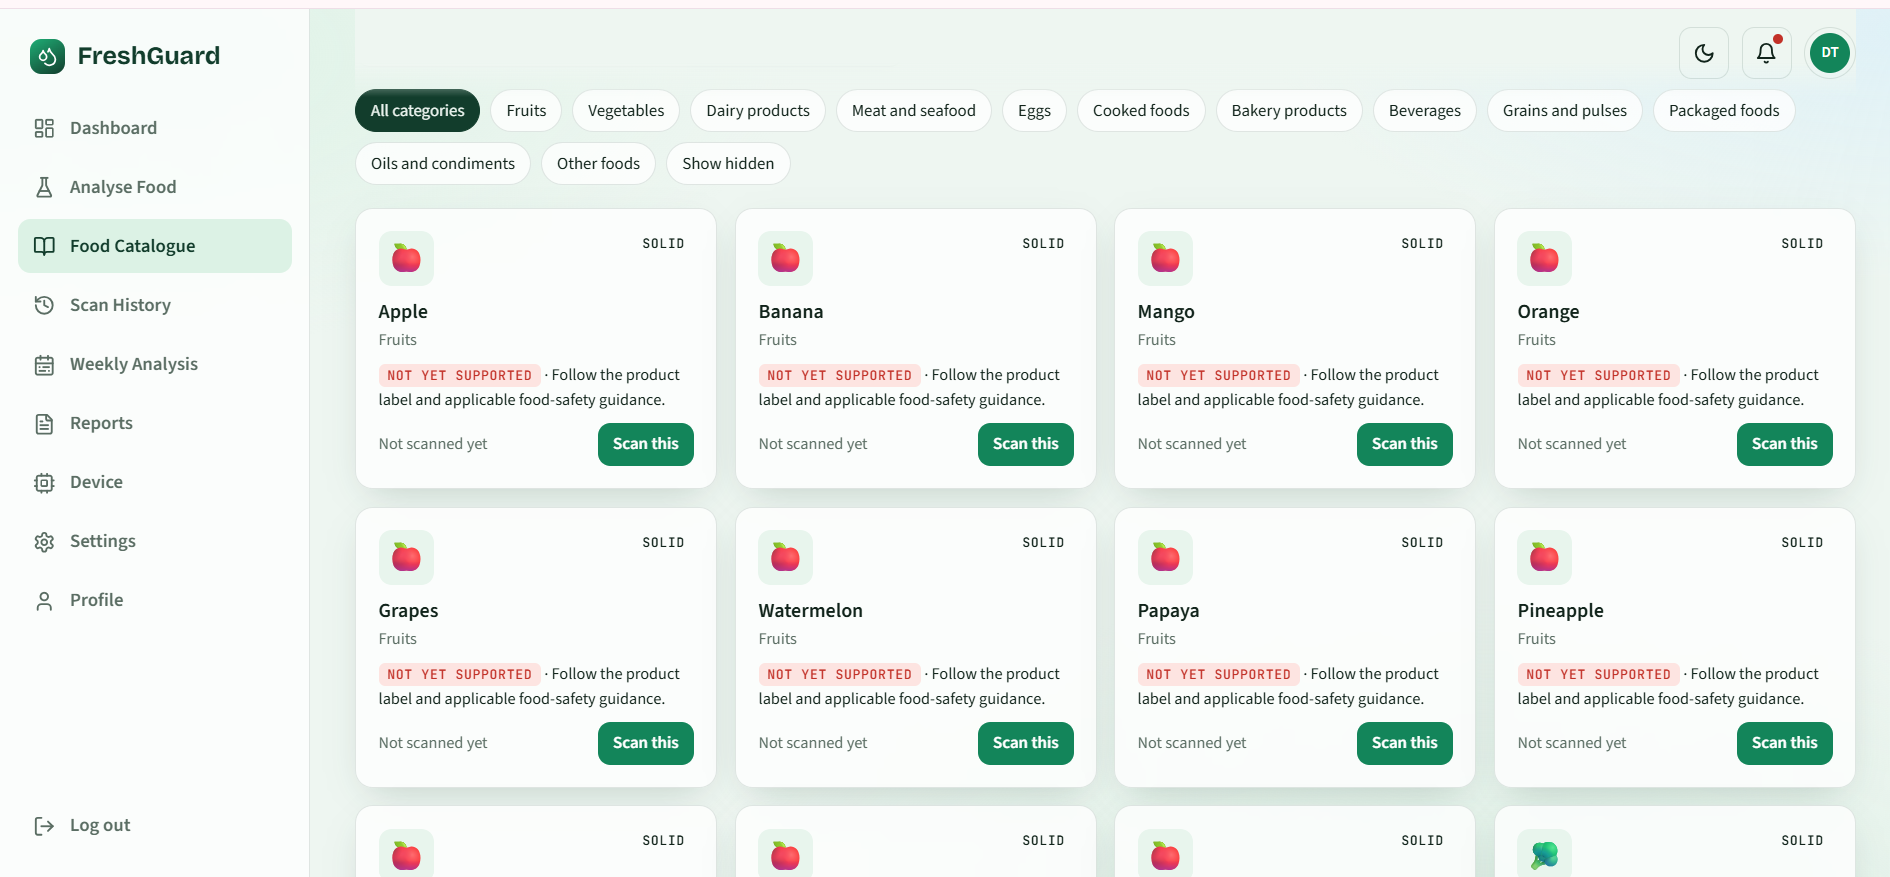 FreshGuard
Dashboard
Analyse Food
Food Catalogue
Scan History
Weekly Analysis
Reports
Device
Settings
Profile
Log out
DT
All categories
Fruits
Vegetables
Dairy products
Meat and seafood
Eggs
Cooked foods
Bakery products
Beverages
Grains and pulses
Packaged foods
Oils and condiments
Other foods
Show hidden
SOLID
Apple
Fruits
NOT YET SUPPORTED · Follow the product
label and applicable food-safety guidance.
Not scanned yet
Scan this
SOLID
Banana
Fruits
NOT YET SUPPORTED · Follow the product
label and applicable food-safety guidance.
Not scanned yet
Scan this
SOLID
Mango
Fruits
NOT YET SUPPORTED · Follow the product
label and applicable food-safety guidance.
Not scanned yet
Scan this
SOLID
Orange
Fruits
NOT YET SUPPORTED · Follow the product
label and applicable food-safety guidance.
Not scanned yet
Scan this
SOLID
Grapes
Fruits
NOT YET SUPPORTED · Follow the product
label and applicable food-safety guidance.
Not scanned yet
Scan this
SOLID
Watermelon
Fruits
NOT YET SUPPORTED · Follow the product
label and applicable food-safety guidance.
Not scanned yet
Scan this
SOLID
Papaya
Fruits
NOT YET SUPPORTED · Follow the product
label and applicable food-safety guidance.
Not scanned yet
Scan this
SOLID
Pineapple
Fruits
NOT YET SUPPORTED · Follow the product
label and applicable food-safety guidance.
Not scanned yet
Scan this
SOLID
SOLID
SOLID
SOLID